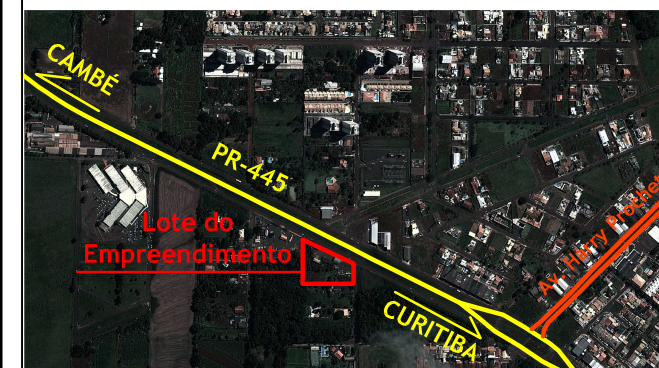 CAMBÉ
PR-445
Lote do
Empreendimento
Av. Harry Prochet
CURITIBA